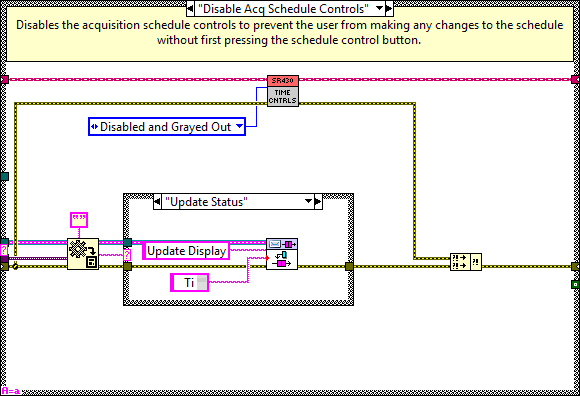 "Disable Acq Schedule Controls"
Disables the acquisition schedule controls to prevent the user from making any changes to the schedule
without first pressing the schedule control button.
SR430
TIME
CNTRLS
Disabled and Grayed Out
"Update Status"
""
?
?
Update Display
Ti
?! ?!
?!
A=a